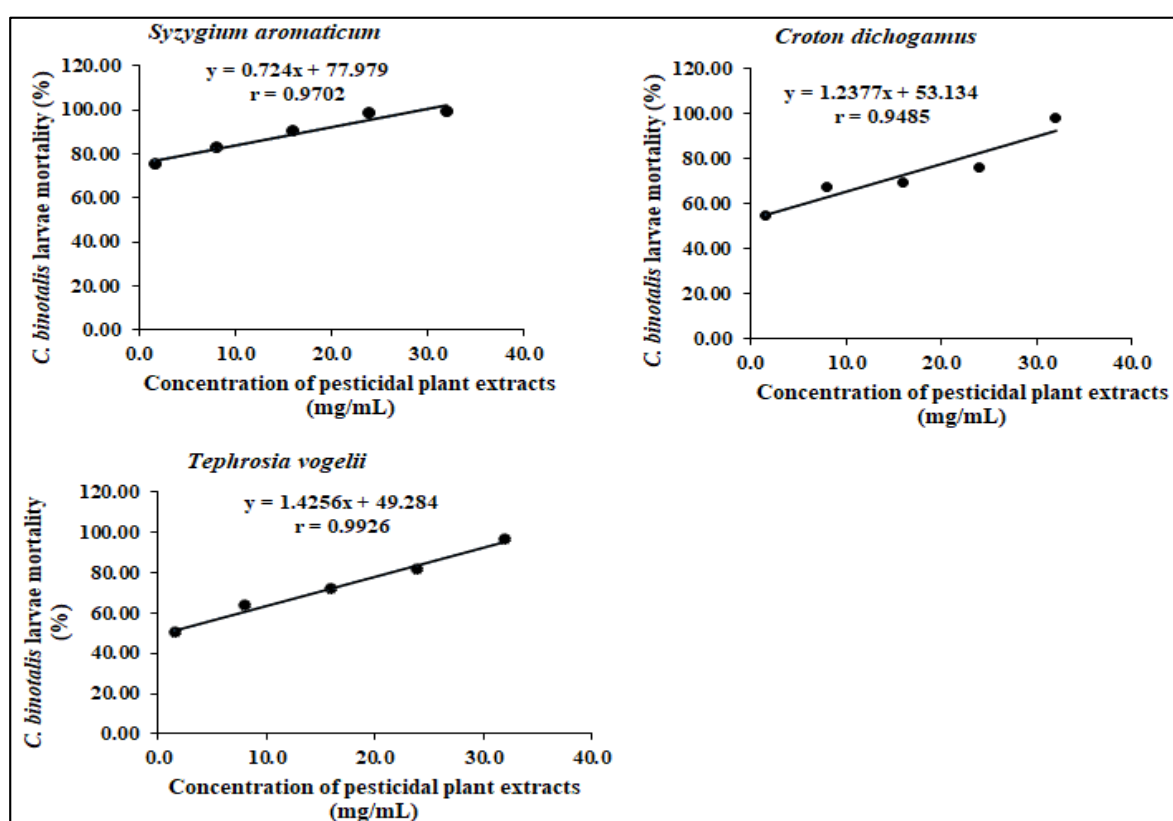 Syzygium aromaticum
y = 0.724x + 77.979
r = 0.9702
C. binotalis larvae mortality (%)
120.00
100.00
80.00
60.00
40.00
20.00
0.00
0.0 10.0 20.0 30.0 40.0
Concentration of pesticidal plant extracts
(mg/mL)
Croton dichogamus
y = 1.2377x + 53.134
r = 0.9485
C. binotalis larvae mortality (%)
120.00
100.00
80.00
60.00
40.00
20.00
0.00
0.0 10.0 20.0 30.0 40.0
Concentration of pesticidal plant extracts
(mg/mL)
Tephrosia vogelii
y = 1.4256x + 49.284
r = 0.9926
C. binotalis larvae mortality
(%)
120.00
100.00
80.00
60.00
40.00
20.00
0.00
0.0 10.0 20.0 30.0 40.0
Concentration of pesticidal plant extracts
(mg/mL)